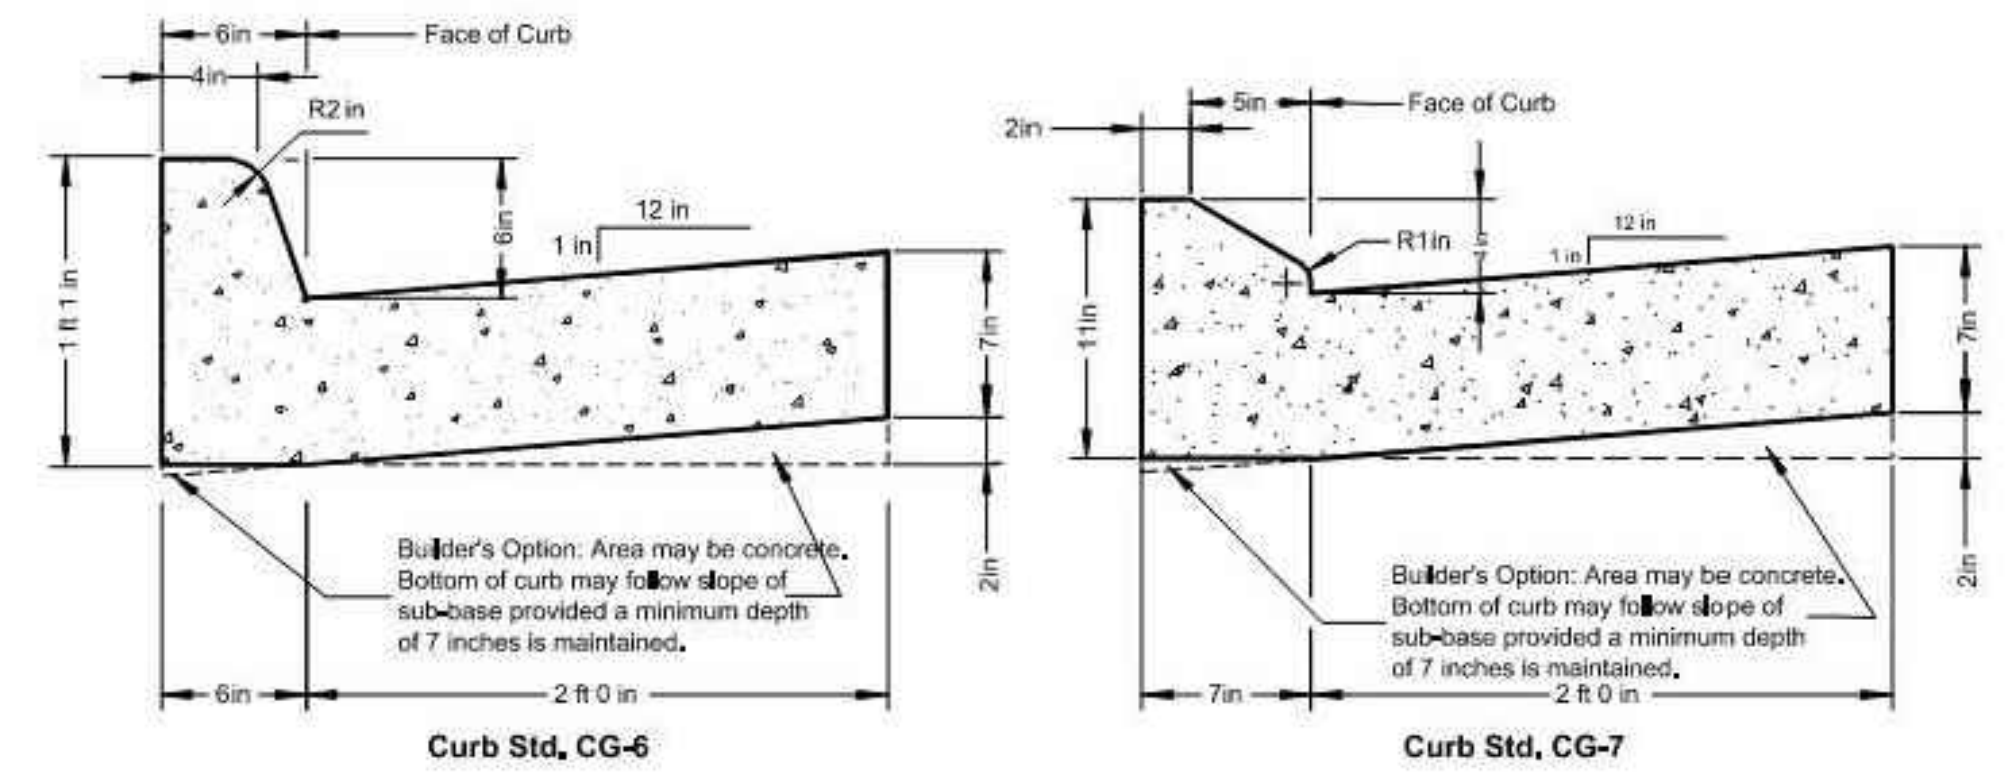 6in
Face of Curb
4in
R2 in
1 ft 1 in
6in
12 in
1 in
7in
2in
Builder's Option: Area may be concrete.
Bottom of curb may follow slope of
sub-base provided a minimum depth
of 7 inches is maintained.
6in
2 ft 0 in
Curb Std. CG-6
5in
Face of Curb
2in
R1in
11in
12 in
1 in
7in
2in
Builder's Option: Area may be concrete.
Bottom of curb may follow slope of
sub-base provided a minimum depth
of 7 inches is maintained.
7in
2 ft 0 in
Curb Std. CG-7